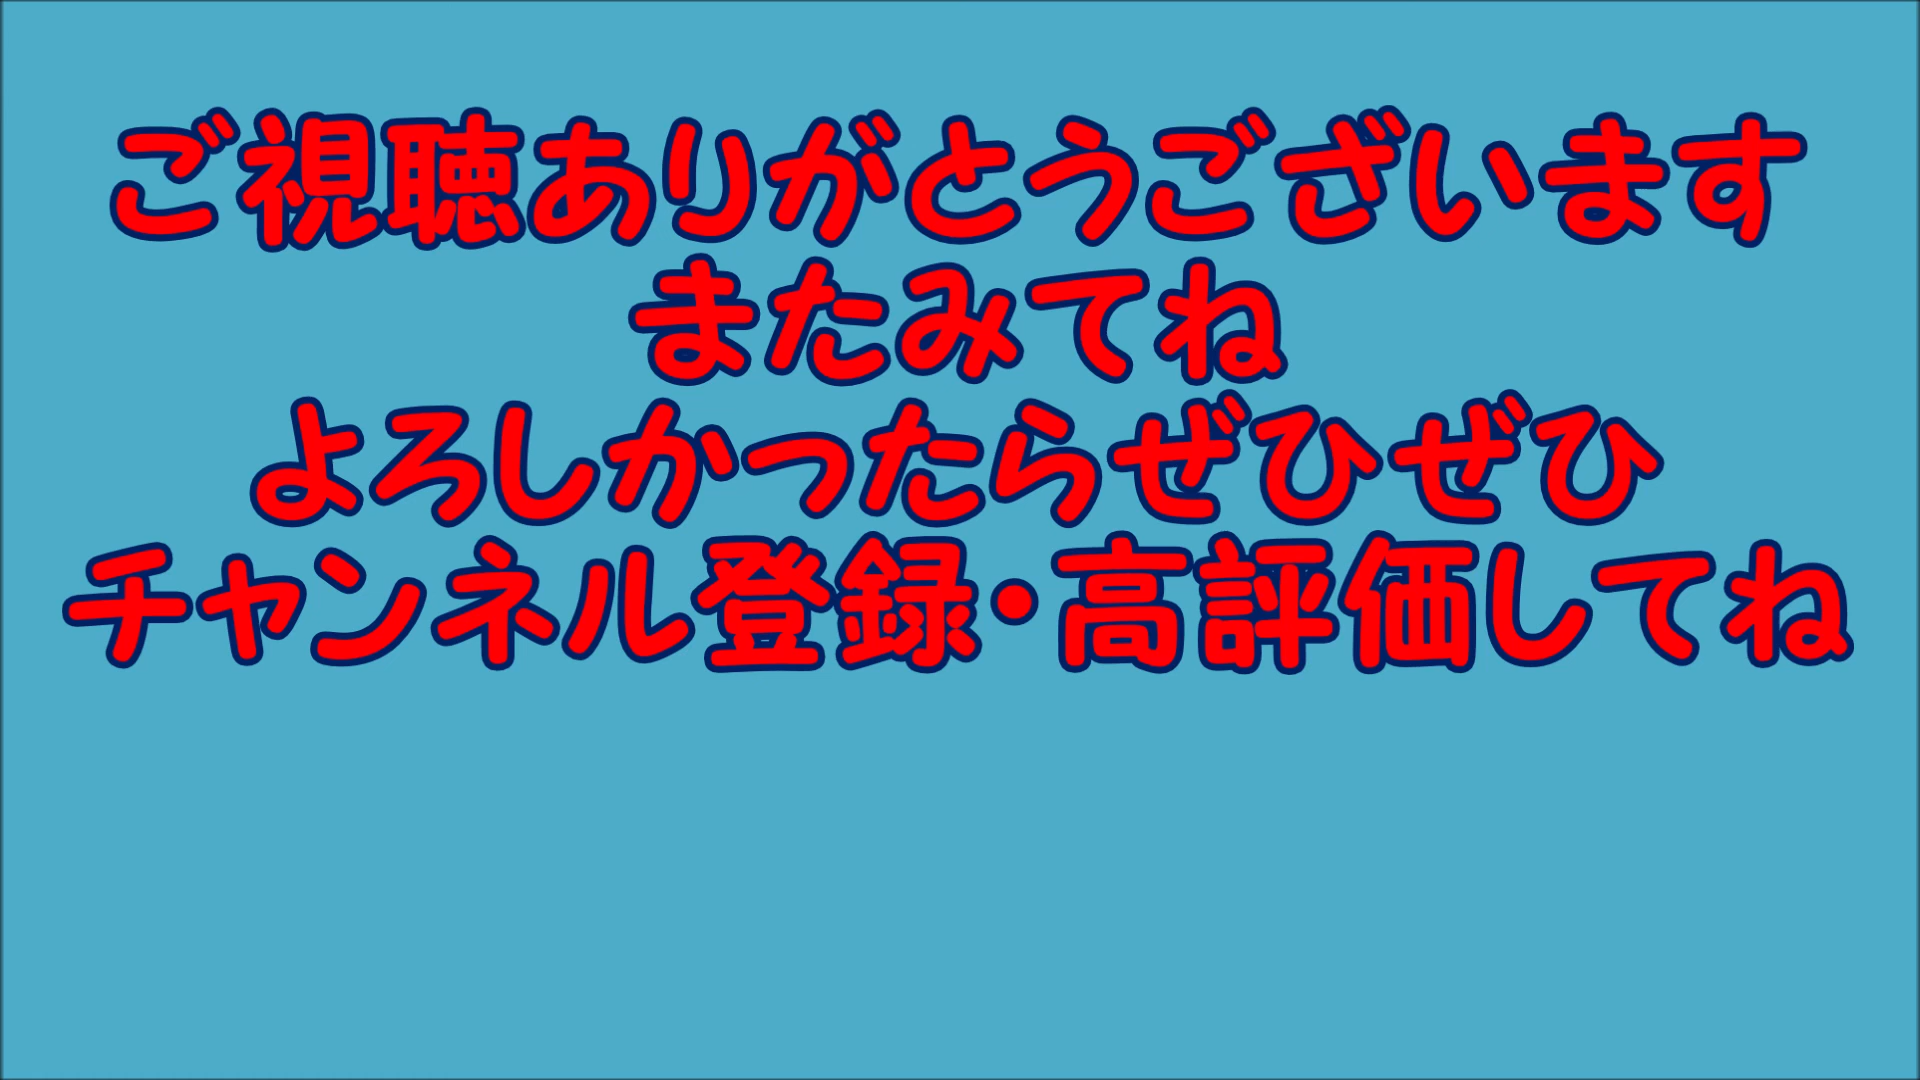 ご視聴ありがとうございます
またみてね
よろしかったらぜひぜひ
チャンネル登録・高評価してね